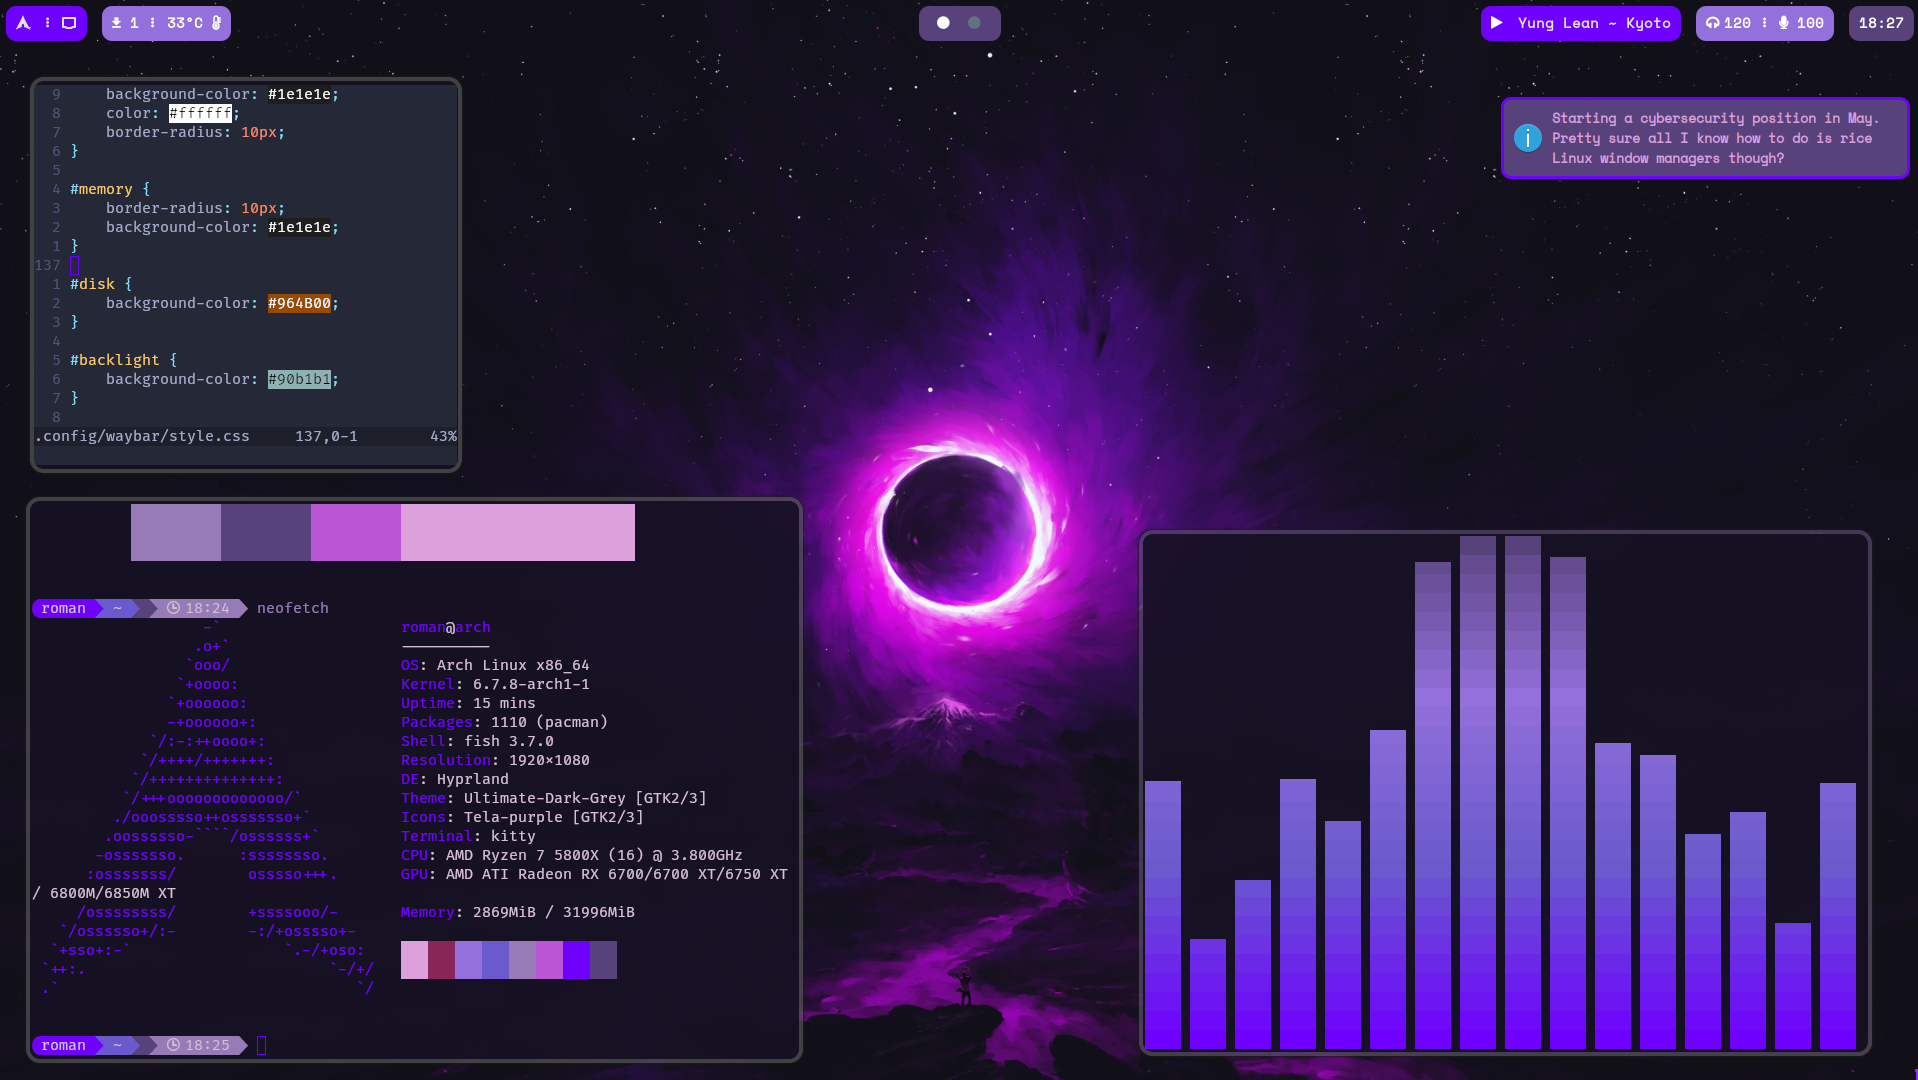 1
33°C
Yung Lean ~ Kyoto
120
100
18:27
9     background-color: #1e1e1e;
8     color: #ffffff;
7     border-radius: 10px;
6 }
5
4 #memory {
3     border-radius: 10px;
2     background-color: #1e1e1e;
1 }
137
1 #disk {
2     background-color: #964B00;
3 }
4
5 #backlight {
6     background-color: #90b1b1;
7 }
8
.config/waybar/style.css     137,0-1     43%
Starting a cybersecurity position in May.
Pretty sure all I know how to do is rice
Linux window managers though?
roman ~ 18:24 neofetch
-`
.o+`
`ooo/
`+oooo:
`+oooooo:
-+oooooo+:
`/:-:++oooo+:
`/++++/+++++++:
`/++++++++++++++:
`/+++ooooooooooooo/`
./ooosssso++osssssso+`
.oossssso-````/ossssss+`
-osssssso.      :ssssssso.
:osssssss/        osssso+++.
/ossssssss/        +ssssooo/-
`/ossssso+/:-        -:/+osssso+-
`+sso+:-`                 `.-/+oso:
`++:.                           `-/+/
.`                                 `/
roman@arch
----------
OS: Arch Linux x86_64
Kernel: 6.7.8-arch1-1
Uptime: 15 mins
Packages: 1110 (pacman)
Shell: fish 3.7.0
Resolution: 1920x1080
DE: Hyprland
Theme: Ultimate-Dark-Grey [GTK2/3]
Icons: Tela-purple [GTK2/3]
Terminal: kitty
CPU: AMD Ryzen 7 5800X (16) @ 3.800GHz
GPU: AMD ATI Radeon RX 6700/6700 XT/6750 XT
/ 6800M/6850M XT
Memory: 2869MiB / 31996MiB
roman ~ 18:25